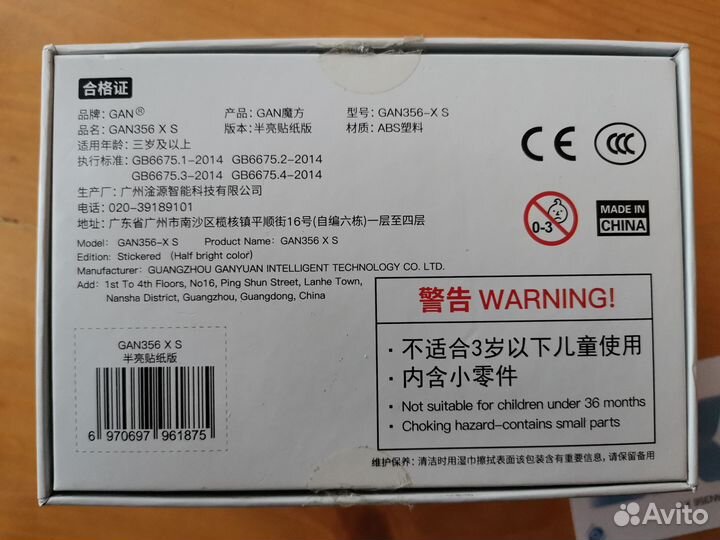 合格证
品牌: GAN® 产品: GAN魔方 型号: GAN356-X S
品名: GAN356 X S 版本: 半亮贴纸版 材质: ABS塑料
适用年龄: 三岁及以上
执行标准: GB6675.1-2014 GB6675.2-2014
GB6675.3-2014 GB6675.4-2014
生产厂: 广州淦源智能科技有限公司
电话: 020-39189101
地址: 广东省广州市南沙区榄核镇平顺街16号(自编六栋)一层至四层
Model: GAN356-X S Product Name: GAN356 X S
Edition: Stickered (Half bright color)
Manufacturer: GUANGZHOU GANYUAN INTELLIGENT TECHNOLOGY CO. LTD.
Add: 1st To 4th Floors, No16, Ping Shun Street, Lanhe Town,
Nansha District, Guangzhou, Guangdong, China
CE CCC
0-3
MADE IN
CHINA
GAN356 X S
半亮贴纸版
6 970697 961875
警告 WARNING!
· 不适合3岁以下儿童使用
· 内含小零件
· Not suitable for children under 36 months
· Choking hazard-contains small parts
维护保养: 清洁时用湿巾擦拭表面该包装含有重要信息, 请保留备用
Avito